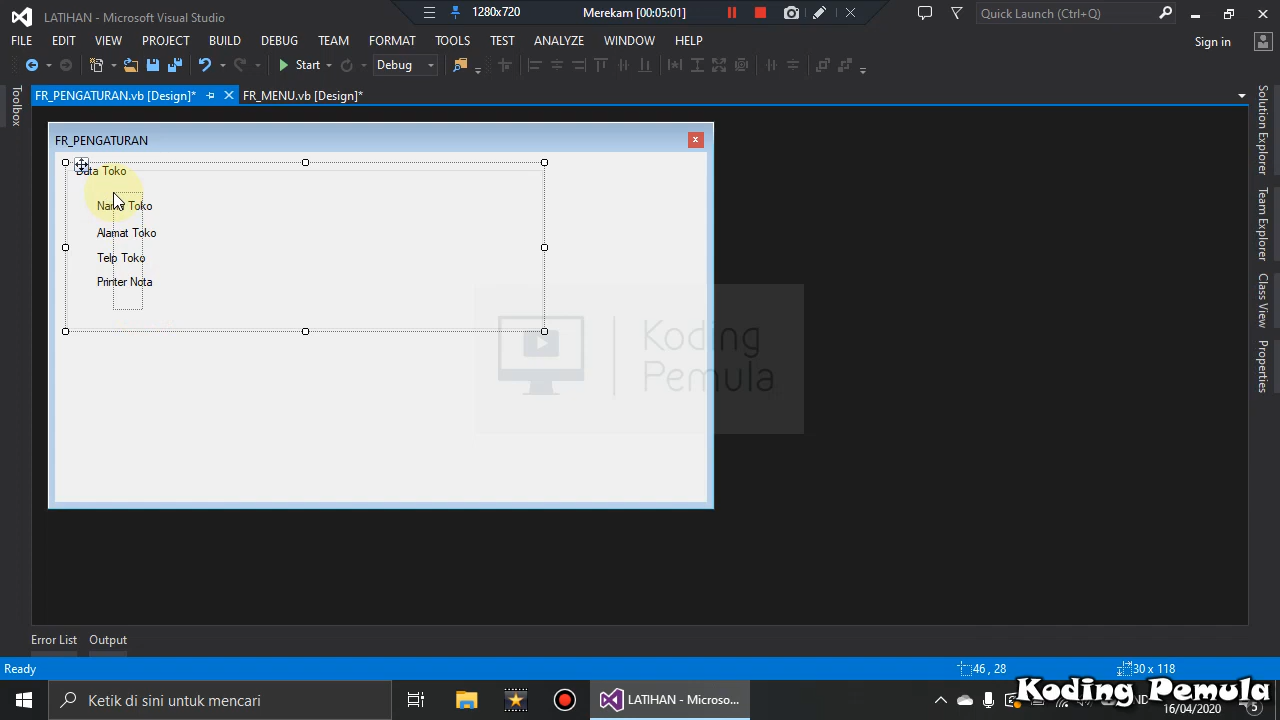 LATIHAN - Microsoft Visual Studio
1280x720
Merekam [00:05:01]
Quick Launch (Ctrl+Q)
FILE EDIT VIEW PROJECT BUILD DEBUG TEAM FORMAT TOOLS TEST ANALYZE WINDOW HELP
Sign in
Start
Debug
FR_PENGATURAN.vb [Design]*
FR_MENU.vb [Design]*
Toolbox
Solution Explorer
Team Explorer
Class View
Properties
FR_PENGATURAN
Data Toko
Nama Toko
Alamat Toko
Telp Toko
Printer Nota
Koding
Pemula
Error List
Output
Ready
46 , 28
30 x 118
Ketik di sini untuk mencari
LATIHAN - Microso...
Koding Pemula
16/04/2020
5